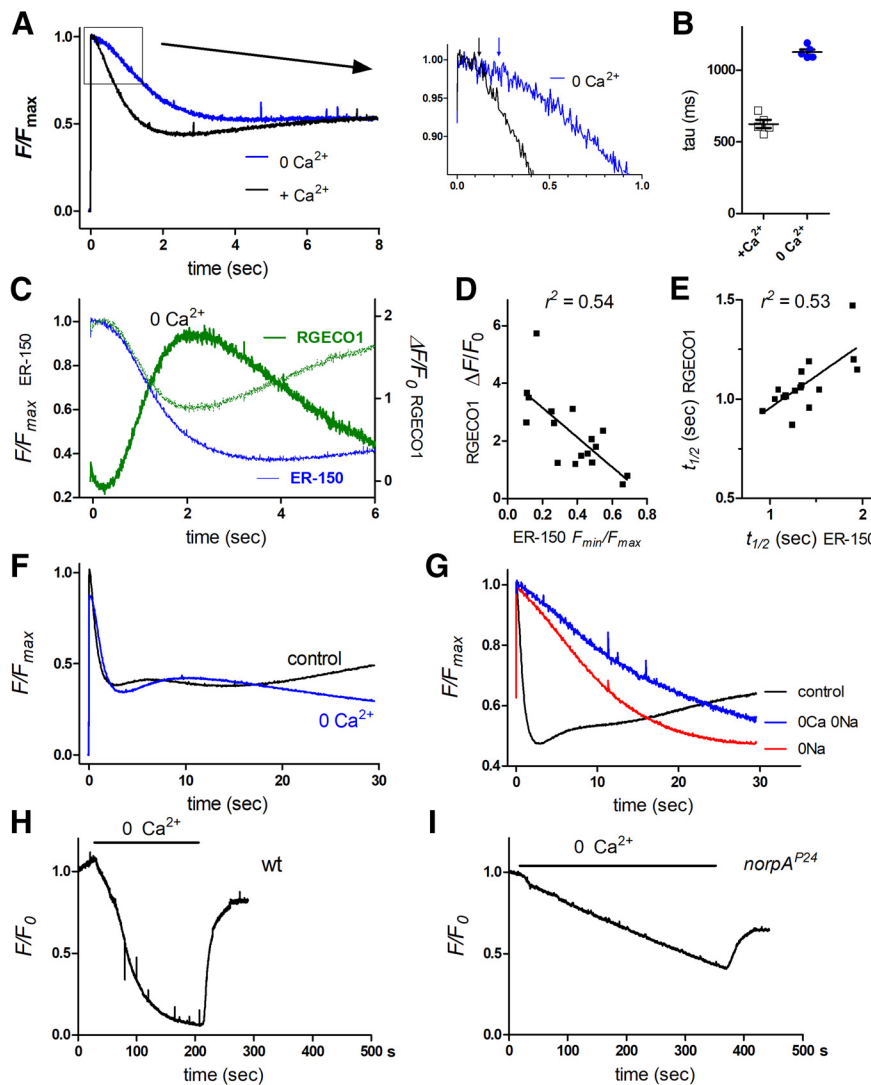 A
1.0
0.5
0.0
F/Fmax
0 Ca2+
+ Ca2+
0 2 4 6 8
time (sec)
1.00
0.95
0.90
0 Ca2+
0.0 0.5 1.0
B
1000
500
0
tau (ms)
+Ca2+ 0 Ca2+
C
0 Ca2+
RGECO1
ER-150
1.0
0.8
0.6
0.4
0.2
F/Fmax ER-150
2
1
0
ΔF/F0 RGECO1
0 2 4 6
time (sec)
D
r2 = 0.54
RGECO1 ΔF/F0
6
4
2
0
0.0 0.2 0.4 0.6 0.8
ER-150 Fmin/Fmax
E
r2 = 0.53
t1/2 (sec) RGECO1
1.5
1.0
0.5
1 2
t1/2 (sec) ER-150
F
1.0
0.5
0.0
F/Fmax
control
0 Ca2+
0 10 20 30
time (sec)
G
1.0
0.8
0.6
0.4
F/Fmax
control
0Ca 0Na
0Na
0 10 20 30
time (sec)
H
0 Ca2+
wt
1.0
0.5
0.0
F/F0
0 100 200 300 400 500 s
time (sec)
I
0 Ca2+
norpAP24
1.0
0.5
0.0
F/F0
0 100 200 300 400 500 s
time (sec)